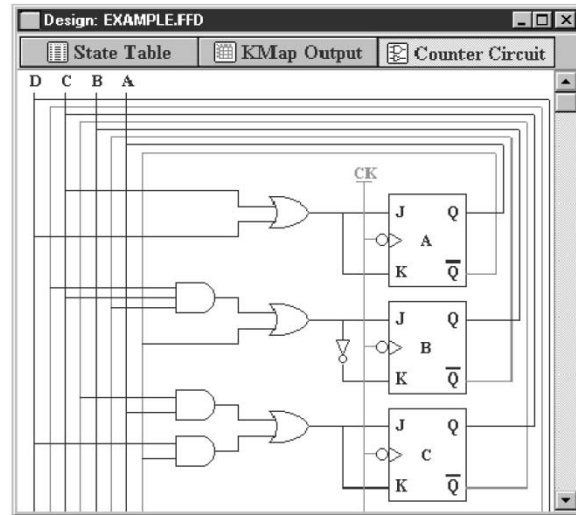 Design: EXAMPLE.FFD
State Table KMap Output Counter Circuit
D C B A
CK
J Q
A
K Q̅
J Q
B
K Q̅
J Q
C
K Q̅